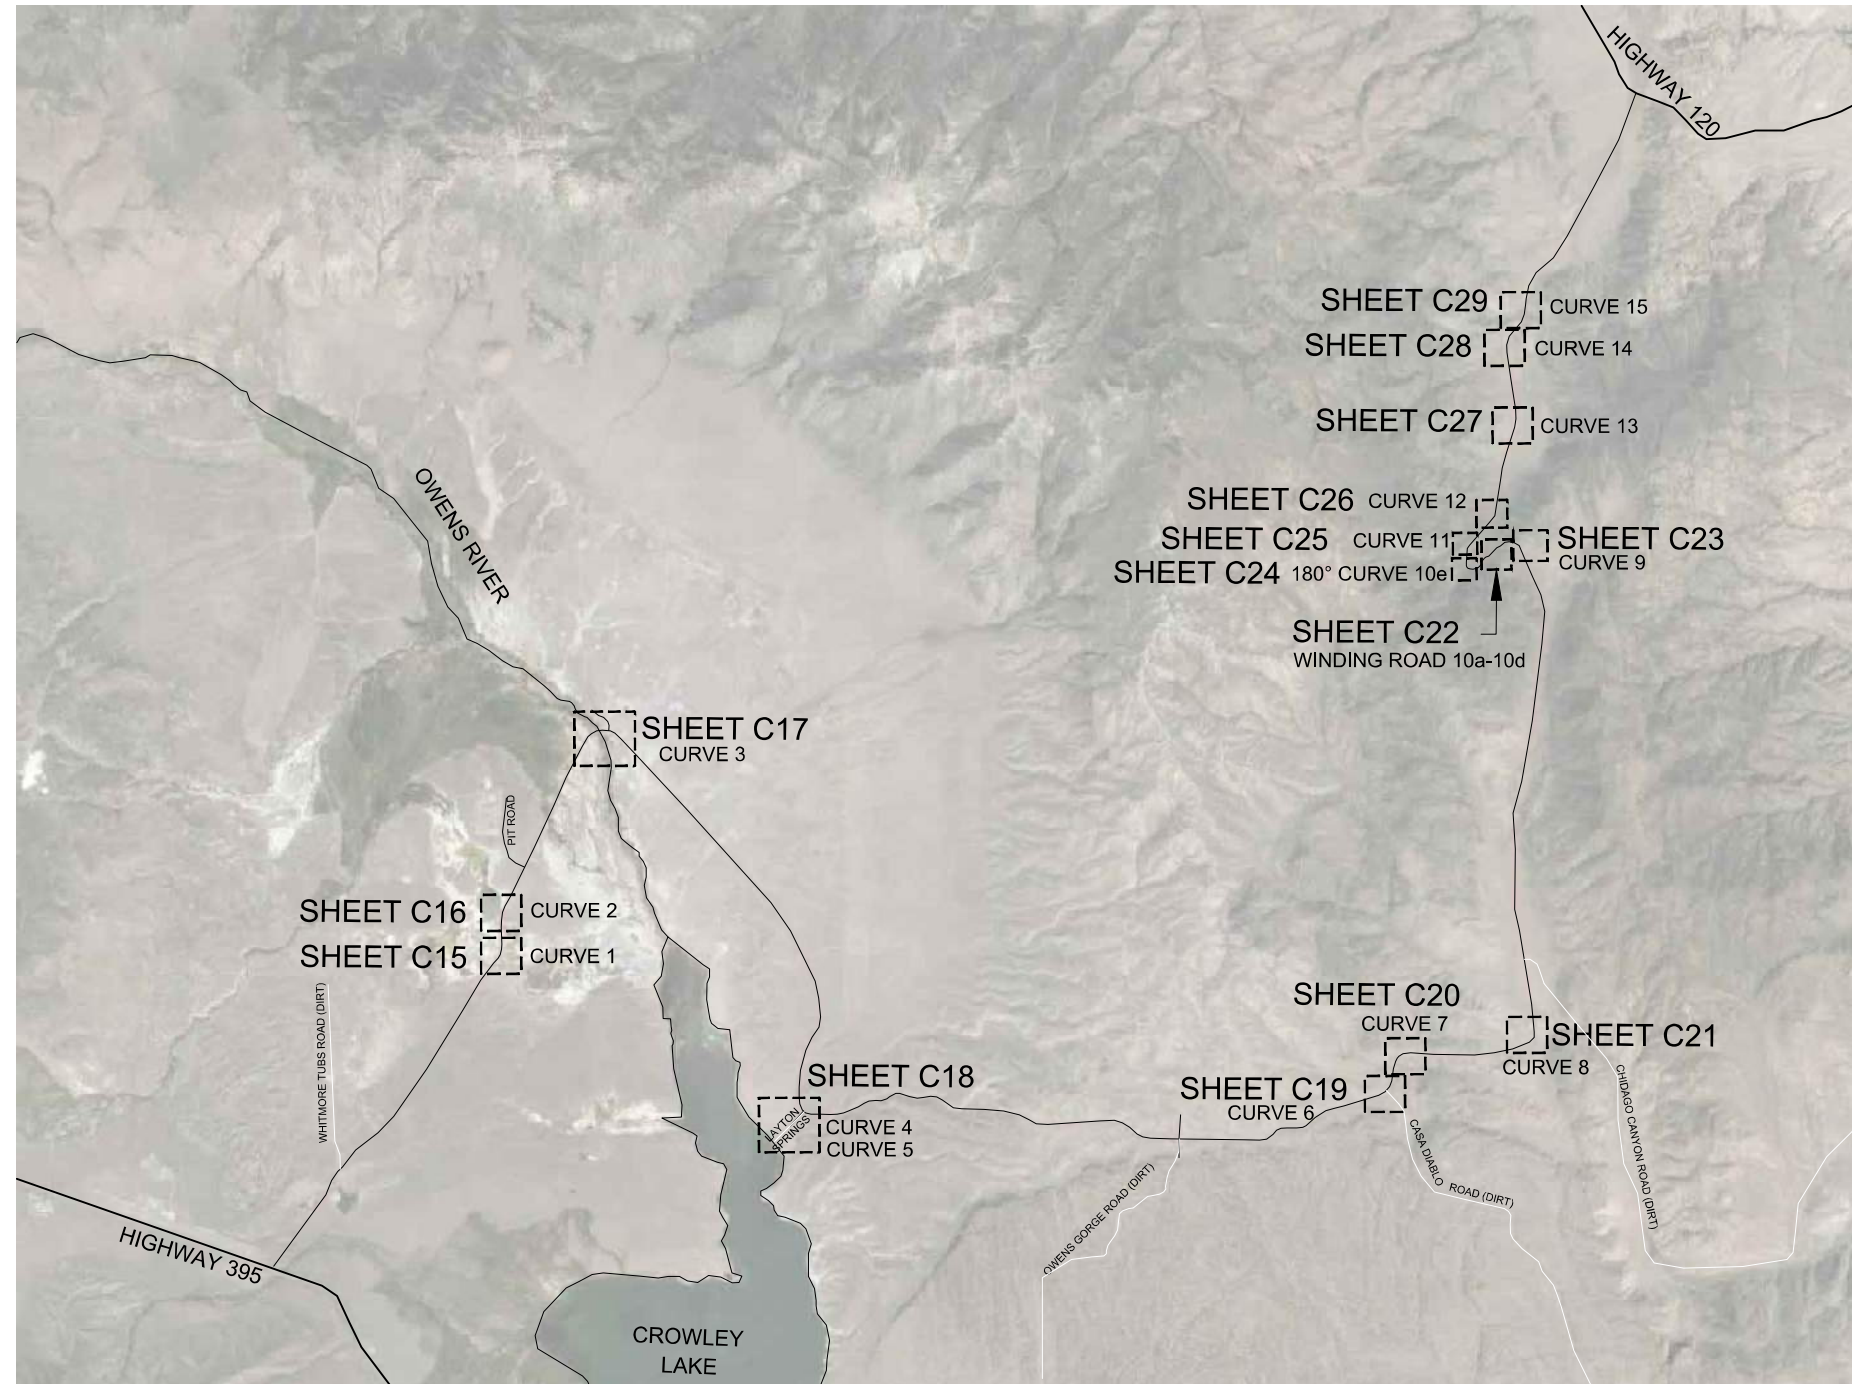 HIGHWAY 120
SHEET C29 CURVE 15
SHEET C28 CURVE 14
SHEET C27 CURVE 13
OWENS RIVER
SHEET C26 CURVE 12
SHEET C25 CURVE 11
SHEET C23
CURVE 9
SHEET C24 180° CURVE 10e
SHEET C22
WINDING ROAD 10a-10d
SHEET C17
CURVE 3
PIT ROAD
SHEET C16 CURVE 2
SHEET C15 CURVE 1
WHITMORE TUBS ROAD (DIRT)
SHEET C20
CURVE 7
SHEET C21
CURVE 8
SHEET C18
LAYTON
SPRINGS
CURVE 4
CURVE 5
SHEET C19
CURVE 6
CASA DIABLO ROAD (DIRT)
CHIDAGO CANYON ROAD (DIRT)
OWENS GORGE ROAD (DIRT)
HIGHWAY 395
CROWLEY
LAKE